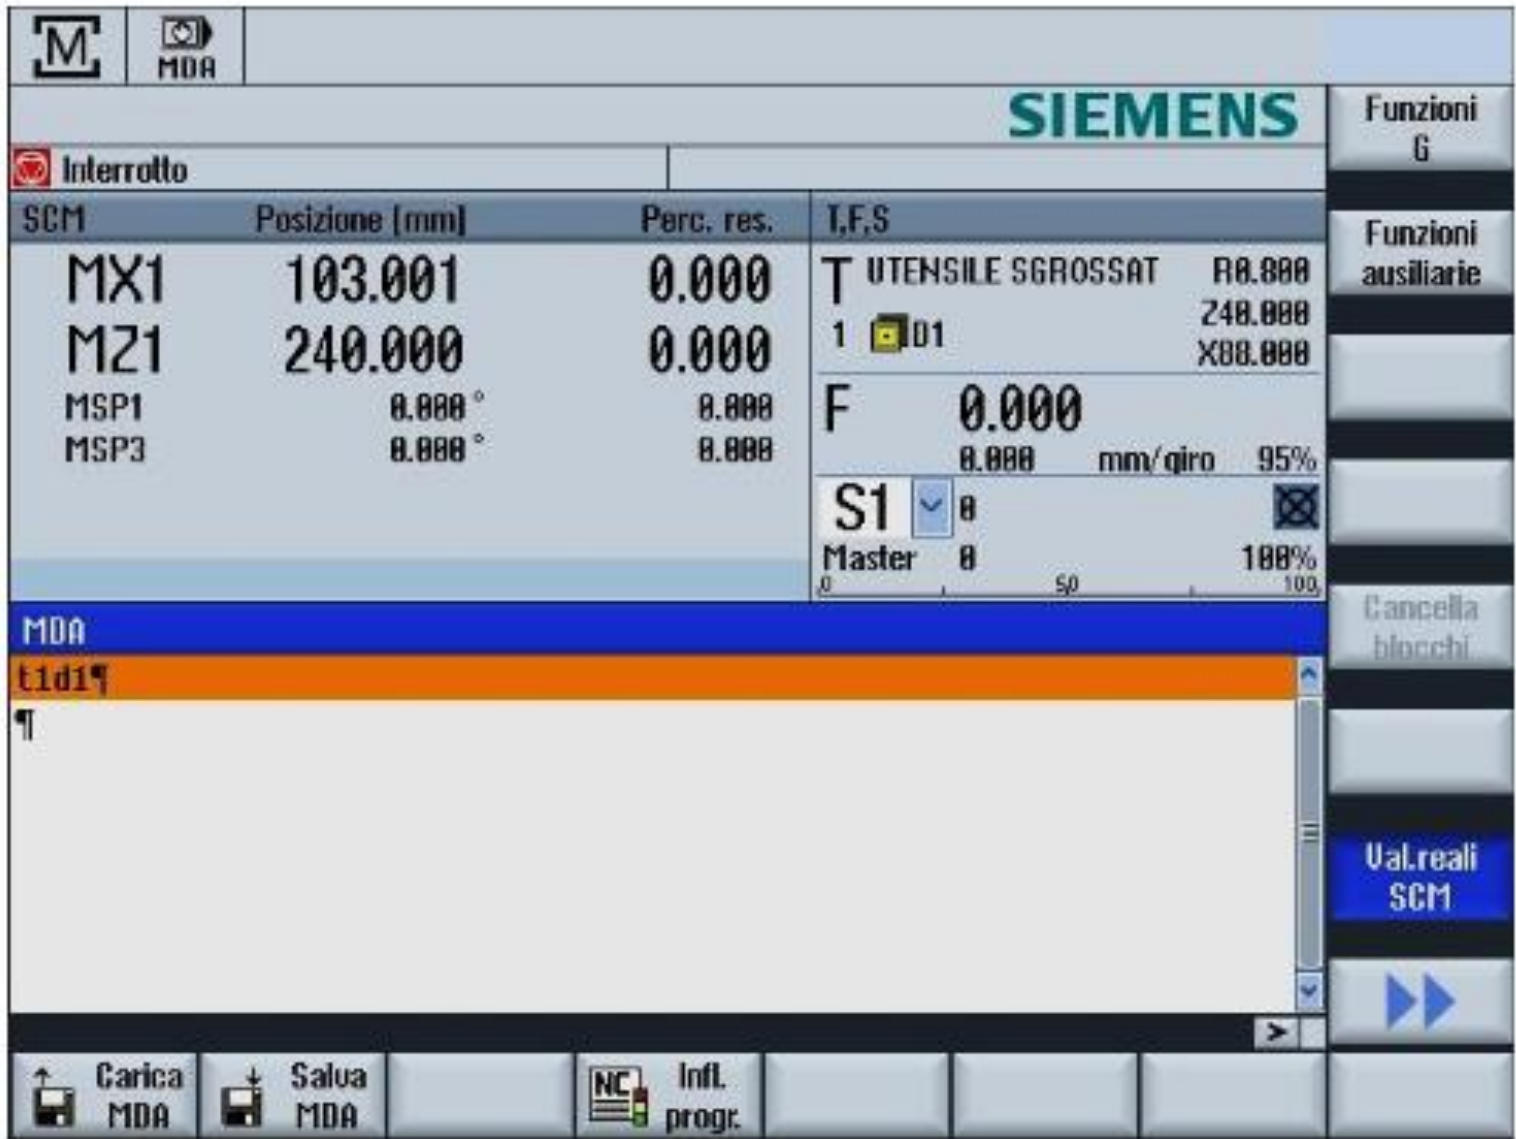 M
MDA
SIEMENS
Interrotto
SCM Posizione [mm] Perc. res.
MX1 103.001 0.000
MZ1 240.000 0.000
MSP1 0.000° 0.000
MSP3 0.000° 0.000
T,F,S
T UTENSILE SGROSSAT R0.800
Z40.000
1 D1
X88.000
F 0.000
0.000 mm/giro 95%
S1 0
Master 0 100%
0 50 100
MDA
t1d1¶
¶
Funzioni
G
Funzioni
ausiliarie
Cancella
blocchi
Val.reali
SCM
>
Carica
MDA
Salva
MDA
NC
Infl.
progr.